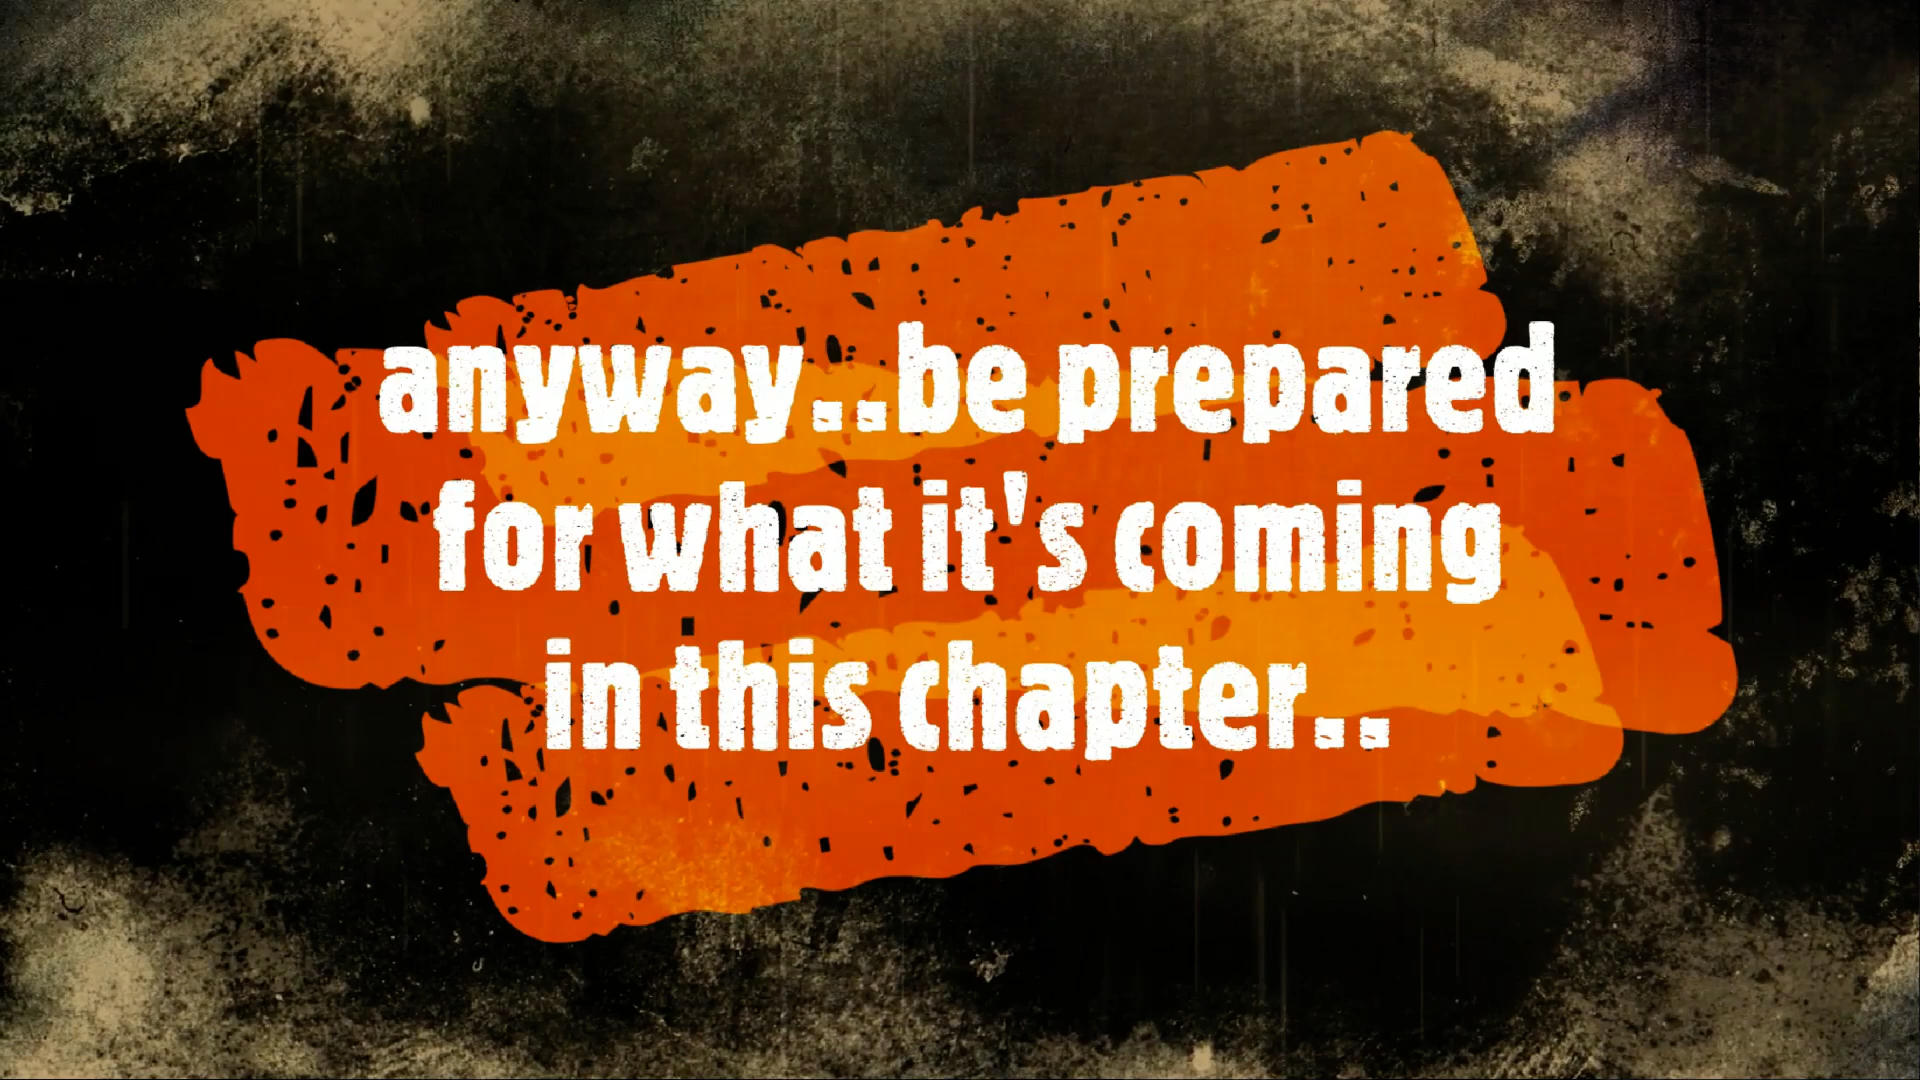 anyway..be prepared
for what it's coming
in this chapter..